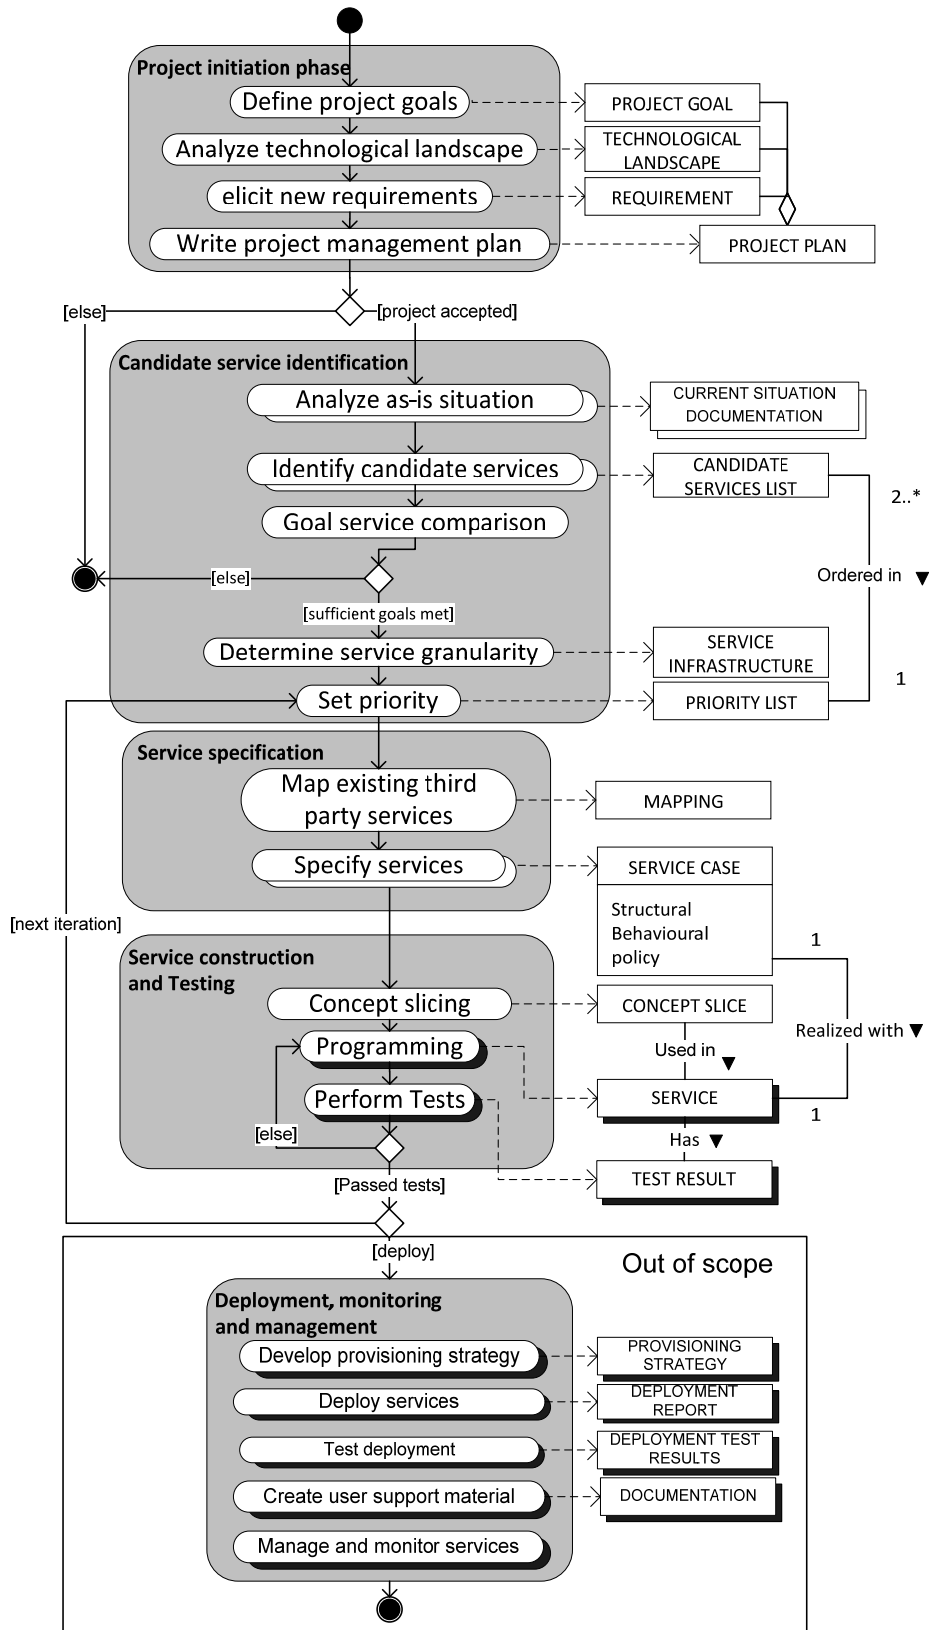 Project initiation phase
Define project goals
PROJECT GOAL
Analyze technological landscape
TECHNOLOGICAL
LANDSCAPE
elicit new requirements
REQUIREMENT
Write project management plan
PROJECT PLAN
[else]
[project accepted]
Candidate service identification
Analyze as-is situation
CURRENT SITUATION
DOCUMENTATION
Identify candidate services
CANDIDATE
SERVICES LIST
2..*
Goal service comparison
[else]
Ordered in ▼
[sufficient goals met]
Determine service granularity
SERVICE
INFRASTRUCTURE
1
Set priority
PRIORITY LIST
Service specification
Map existing third
party services
MAPPING
Specify services
SERVICE CASE
Structural
Behavioural
policy
[next iteration]
1
Service construction
and Testing
Concept slicing
CONCEPT SLICE
Realized with ▼
Programming
Used in ▼
Perform Tests
SERVICE
1
[else]
Has ▼
[Passed tests]
TEST RESULT
[deploy]
Out of scope
Deployment, monitoring
and management
Develop provisioning strategy
PROVISIONING
STRATEGY
Deploy services
DEPLOYMENT
REPORT
Test deployment
DEPLOYMENT TEST
RESULTS
Create user support material
DOCUMENTATION
Manage and monitor services